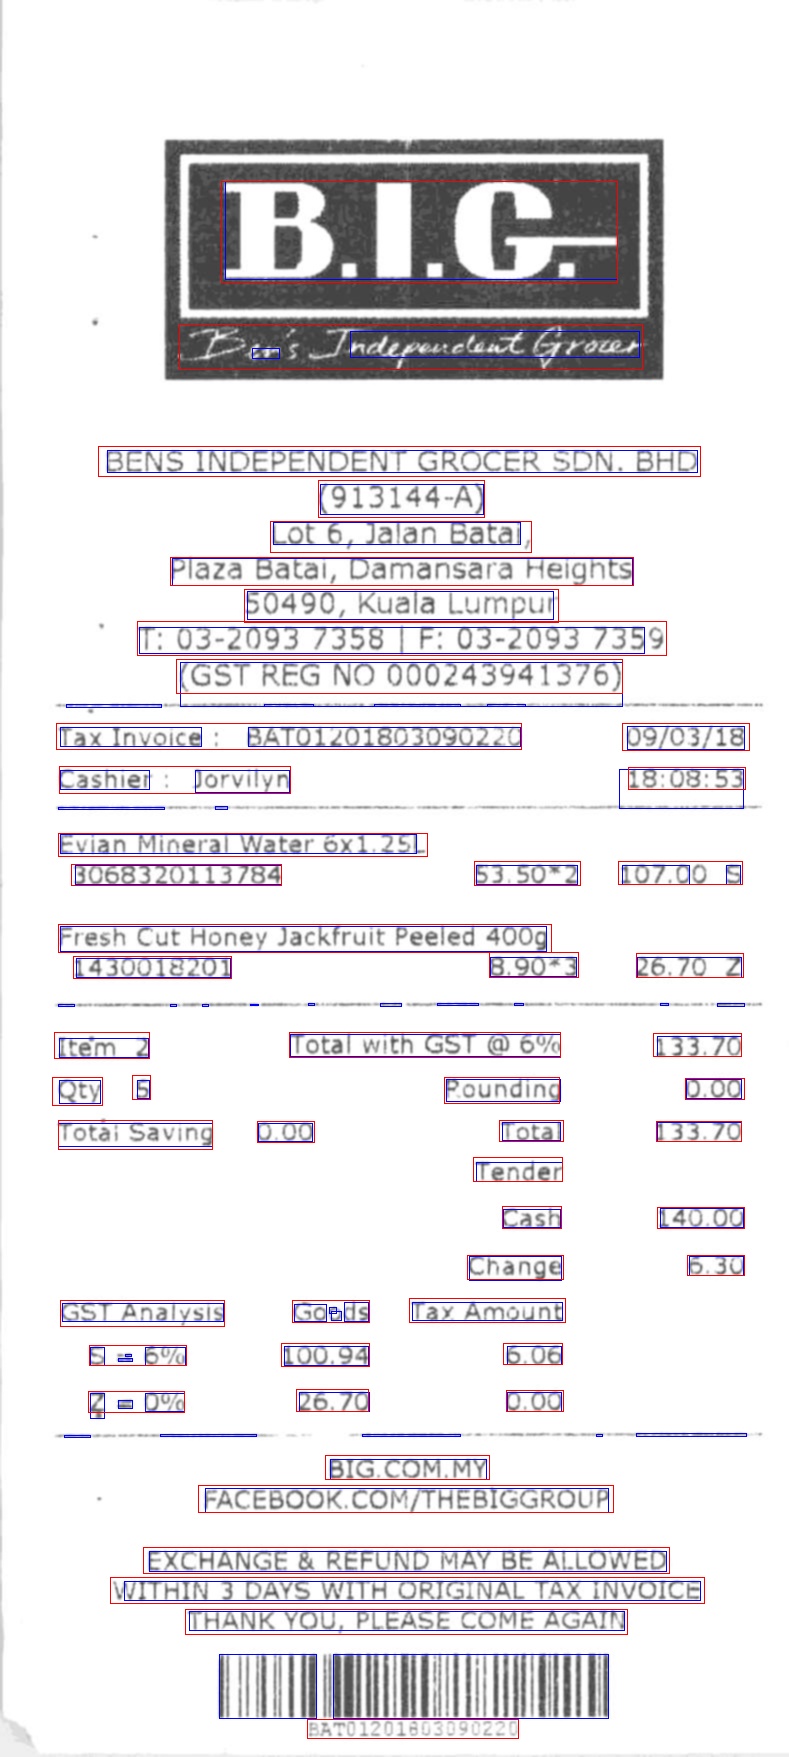 B.I.G.
Ben's Independent Grocer
BENS INDEPENDENT GROCER SDN. BHD
(913144-A)
Lot 6, Jalan Batai,
Plaza Batai, Damansara Heights
50490, Kuala Lumpur
T: 03-2093 7358 | F: 03-2093 7359
(GST REG NO 000243941376)
Tax Invoice : BAT01201803090220 09/03/18
Cashier : Jorvilyn 18:08:53
Evian Mineral Water 6x1.25L
3068320113784 53.50*2 107.00 S
Fresh Cut Honey Jackfruit Peeled 400g
1430018201 8.90*3 26.70 Z
Item 2 Total with GST @ 6% 133.70
Qty 5 Rounding 0.00
Total Saving 0.00 Total 133.70
Tender
Cash 140.00
Change 6.30
GST Analysis Goods Tax Amount
S = 6% 100.94 6.06
Z = 0% 26.70 0.00
BIG.COM.MY
FACEBOOK.COM/THEBIGGROUP
EXCHANGE & REFUND MAY BE ALLOWED
WITHIN 3 DAYS WITH ORIGINAL TAX INVOICE
THANK YOU, PLEASE COME AGAIN
BAT01201803090220